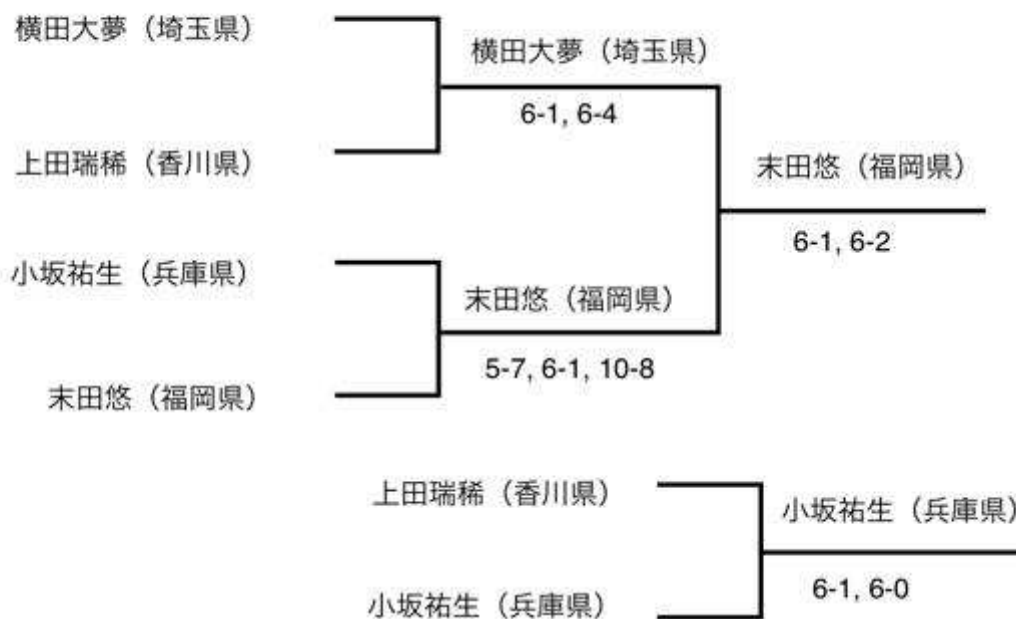 横田大夢（埼玉県）
横田大夢（埼玉県）
6-1, 6-4
上田瑞稀（香川県）
末田悠（福岡県）
6-1, 6-2
小坂祐生（兵庫県）
末田悠（福岡県）
5-7, 6-1, 10-8
末田悠（福岡県）
上田瑞稀（香川県）
小坂祐生（兵庫県）
6-1, 6-0
小坂祐生（兵庫県）